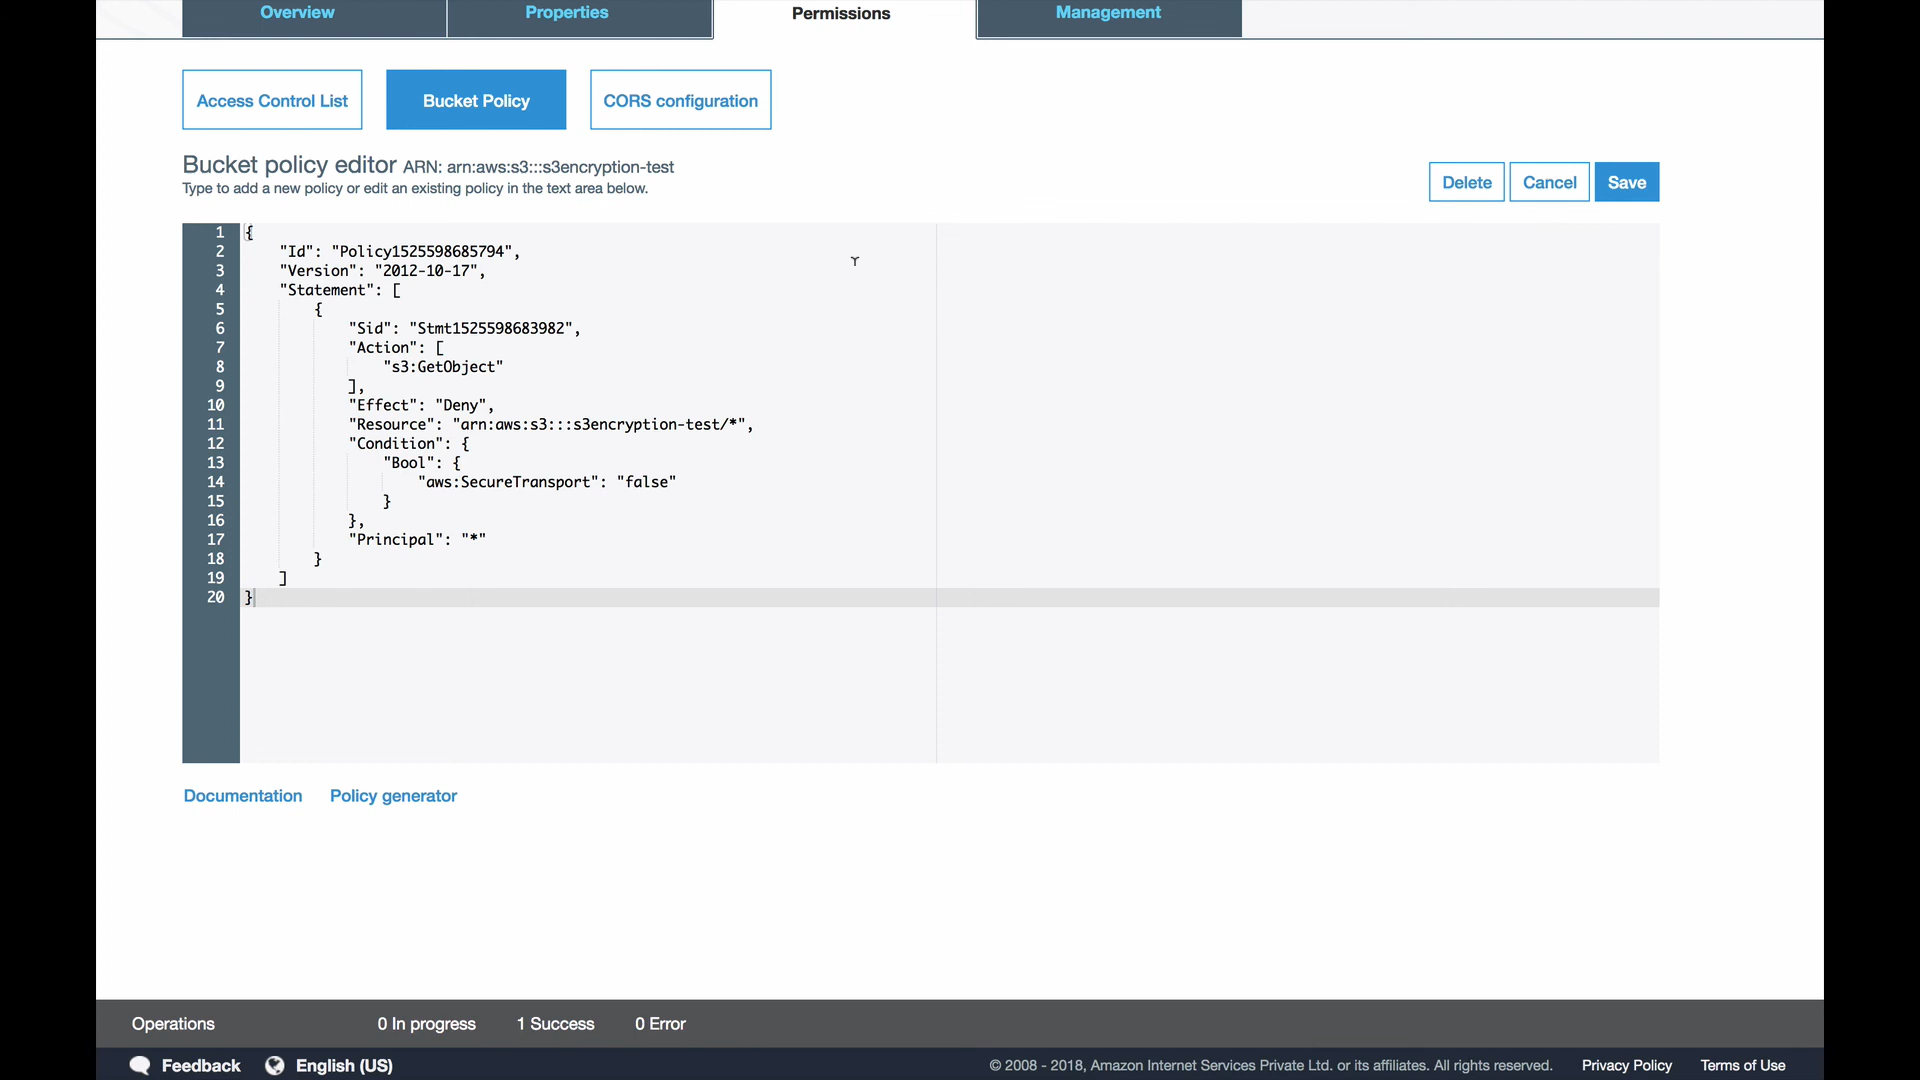 Overview Properties Permissions Management
Access Control List Bucket Policy CORS configuration
Bucket policy editor ARN: arn:aws:s3:::s3encryption-test
Type to add a new policy or edit an existing policy in the text area below.
Delete Cancel Save
1 {
2 "Id": "Policy1525598685794",
3 "Version": "2012-10-17",
4 "Statement": [
5 {
6 "Sid": "Stmt1525598683982",
7 "Action": [
8 "s3:GetObject"
9 ],
10 "Effect": "Deny",
11 "Resource": "arn:aws:s3:::s3encryption-test/*",
12 "Condition": {
13 "Bool": {
14 "aws:SecureTransport": "false"
15 }
16 },
17 "Principal": "*"
18 }
19 ]
20 }
Documentation Policy generator
Operations 0 In progress 1 Success 0 Error
Feedback English (US) © 2008 - 2018, Amazon Internet Services Private Ltd. or its affiliates. All rights reserved. Privacy Policy Terms of Use